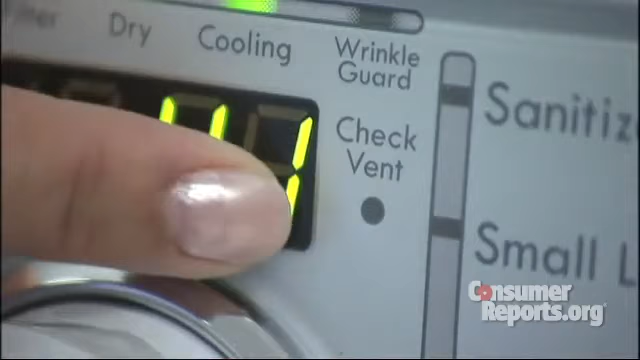 Dry
Cooling
Wrinkle
Guard
Check
Vent
Sanitiz
Small L
Consumer
Reports.org